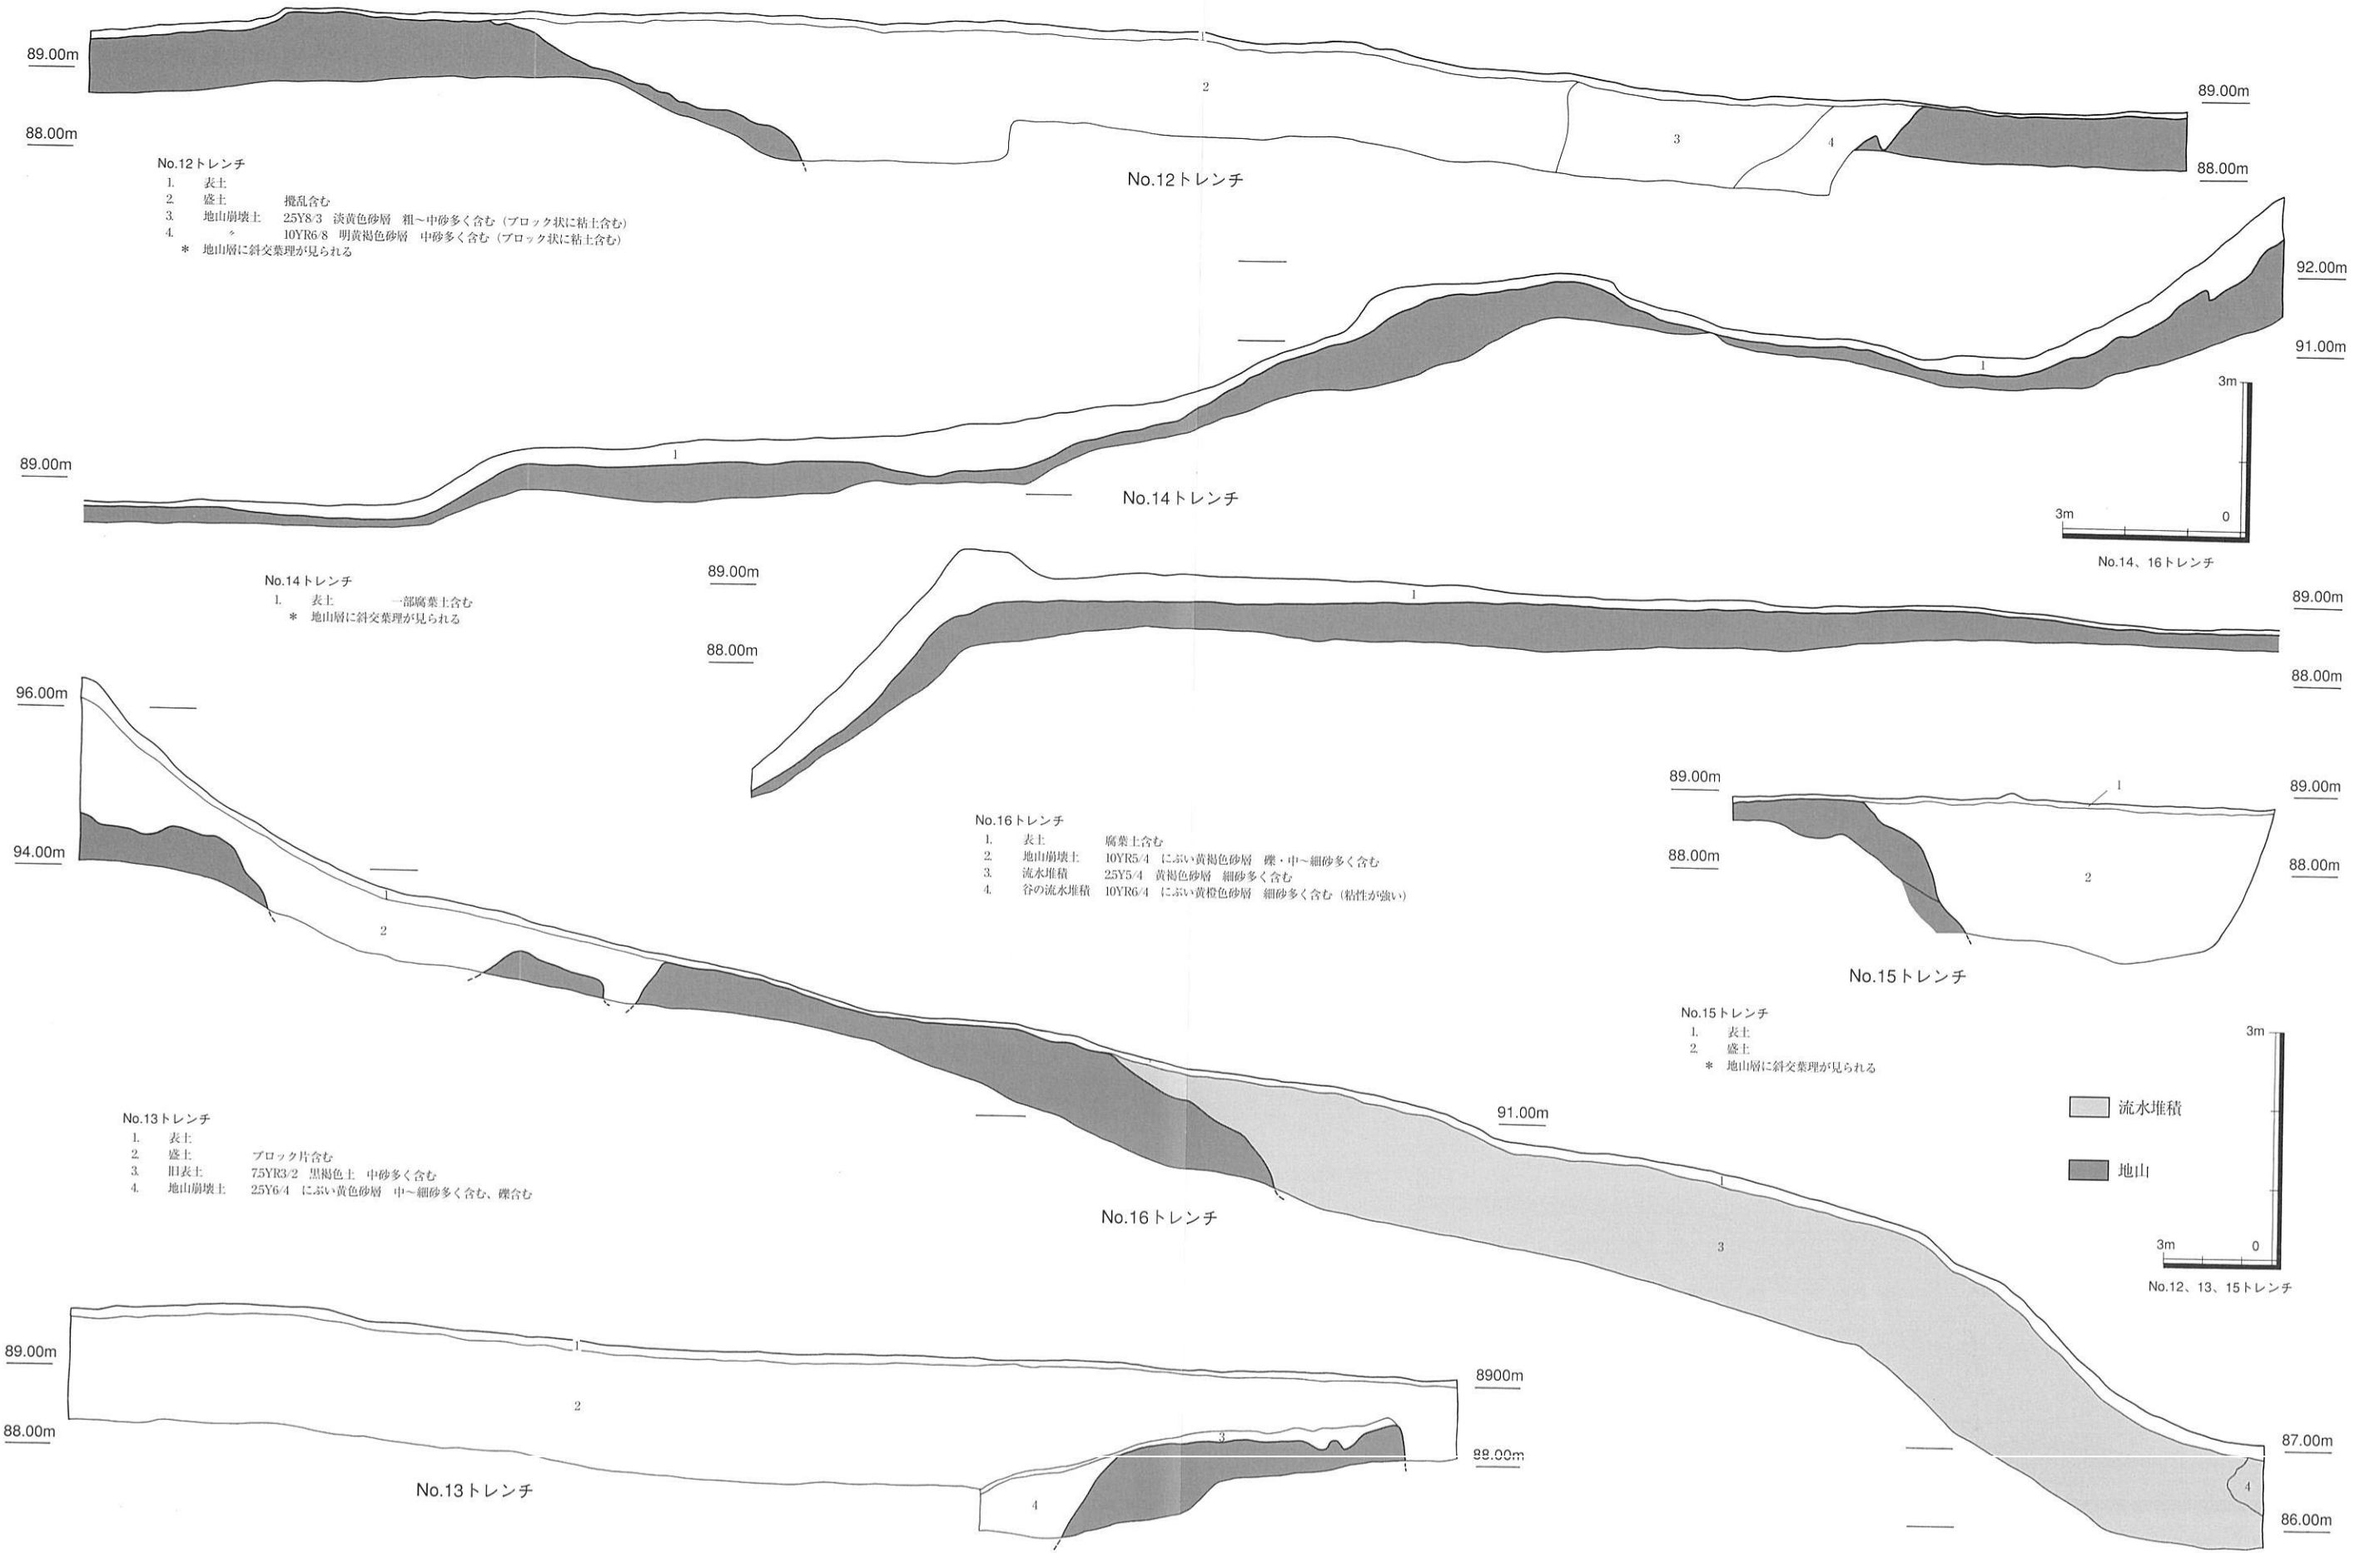 89.00m
1
2
89.00m
88.00m
3
4
88.00m
No.12トレンチ
No.12トレンチ
1. 表土
2. 盛土 攪乱含む
3. 地山崩壊土 2.5Y8/3 淡黄色砂層 粗～中砂多く含む（ブロック状に粘土含む）
4. 〃 10YR6/8 明黄褐色砂層 中砂多く含む（ブロック状に粘土含む）
＊ 地山層に斜交葉理が見られる
92.00m
91.00m
1
3m
1
89.00m
No.14トレンチ
3m 0
No.14、16トレンチ
No.14トレンチ
1. 表土 一部腐葉土含む
＊ 地山層に斜交葉理が見られる
89.00m
1
89.00m
88.00m
88.00m
96.00m
94.00m
1
2
No.16トレンチ
1. 表土 腐葉土含む
2. 地山崩壊土 10YR5/4 にぶい黄褐色砂層 礫・中～細砂多く含む
3. 流水堆積 2.5Y5/4 黄褐色砂層 細砂多く含む
4. 谷の流水堆積 10YR6/4 にぶい黄橙色砂層 細砂多く含む（粘性が強い）
89.00m
1
89.00m
88.00m
2
88.00m
No.15トレンチ
No.15トレンチ
1. 表土
2. 盛土
＊ 地山層に斜交葉理が見られる
3m
流水堆積
地山
3m 0
No.12、13、15トレンチ
91.00m
1
3
No.16トレンチ
87.00m
4
86.00m
No.13トレンチ
1. 表土
2. 盛土 ブロック片含む
3. 旧表土 7.5YR3/2 黒褐色土 中砂多く含む
4. 地山崩壊土 2.5Y6/4 にぶい黄色砂層 中～細砂多く含む、礫含む
89.00m
1
8900m
2
88.00m
3
88.00m
4
No.13トレンチ